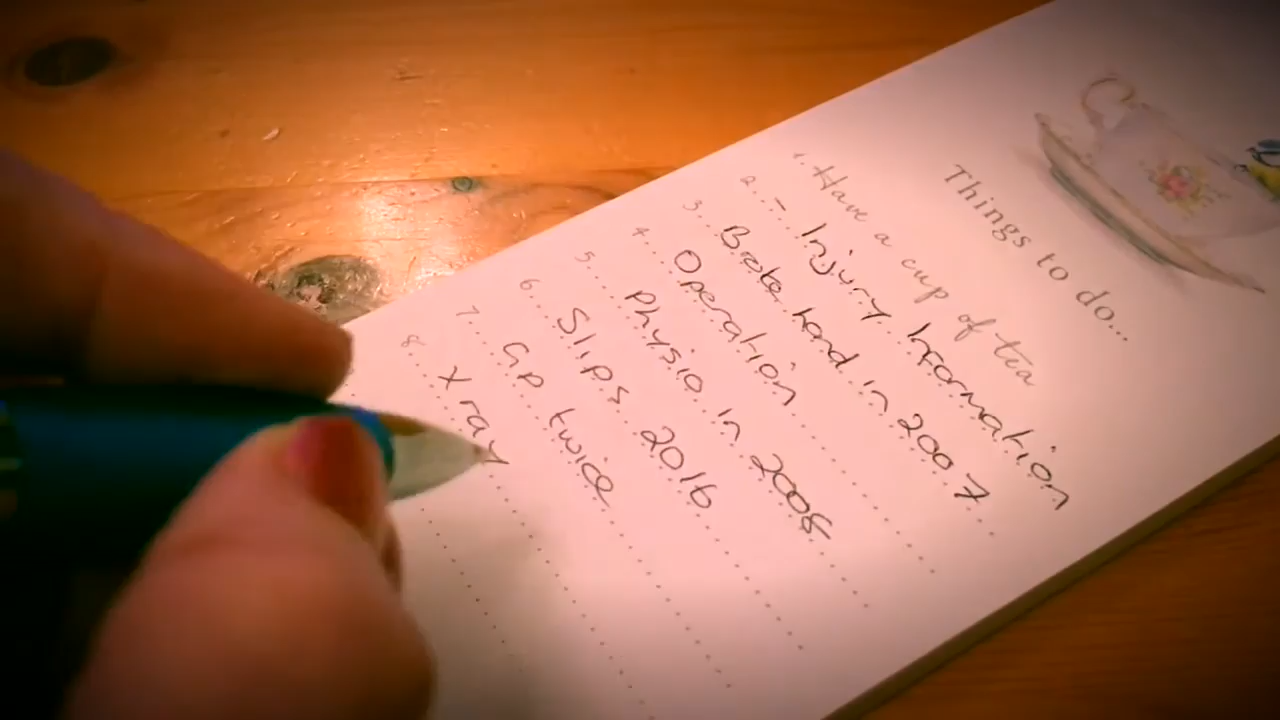 Things to do...
1. Have a cup of tea
2. - Injury Information
3. Broke hand in 2007
4. Operation
5. Physio in 2008
6. Slips 2016
7. GP twice
8. Xray